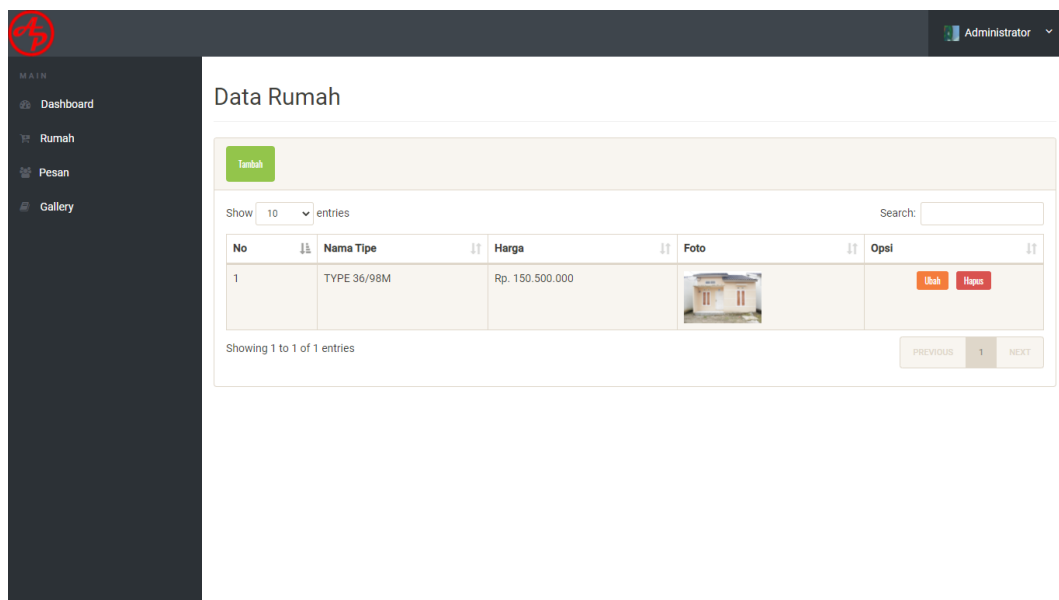 AP
Administrator
MAIN
Dashboard
Rumah
Pesan
Gallery
Data Rumah
Tambah
Show 10 entries
Search:
No Nama Tipe Harga Foto Opsi
1 TYPE 36/98M Rp. 150.500.000 Ubah Hapus
Showing 1 to 1 of 1 entries
PREVIOUS 1 NEXT